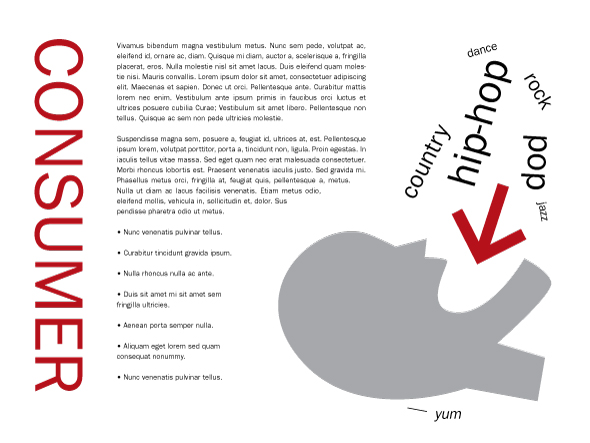 CONSUMER
Vivamus bibendum magna vestibulum metus. Nunc sem pede, volutpat ac,
eleifend id, ornare ac, diam. Quisque mi diam, auctor a, scelerisque a, fringilla
placerat, eros. Nulla molestie nisl sit amet lacus. Duis eleifend quam moles-
tie nisi. Mauris convallis. Lorem ipsum dolor sit amet, consectetuer adipiscing
elit. Maecenas et sapien. Donec ut orci. Pellentesque ante. Curabitur mattis
lorem nec enim. Vestibulum ante ipsum primis in faucibus orci luctus et
ultrices posuere cubilia Curae; Vestibulum sit amet libero. Pellentesque non
tellus. Quisque ac sem non pede ultricies molestie.
Suspendisse magna sem, posuere a, feugiat id, ultrices at, est. Pellentesque
ipsum lorem, volutpat porttitor, porta a, tincidunt non, ligula. Proin egestas. In
iaculis tellus vitae massa. Sed eget quam nec erat malesuada consectetuer.
Morbi rhoncus lobortis est. Praesent venenatis iaculis justo. Sed gravida mi.
Phasellus metus orci, fringilla at, feugiat quis, pellentesque a, metus.
Nulla ut diam ac lacus facilisis venenatis. Etiam metus odio,
eleifend mollis, vehicula in, sollicitudin et, dolor. Sus
pendisse pharetra odio ut metus.
• Nunc venenatis pulvinar tellus.
• Curabitur tincidunt gravida ipsum.
• Nulla rhoncus nulla ac ante.
• Duis sit amet mi sit amet sem
fringilla ultricies.
• Aenean porta semper nulla.
• Aliquam eget lorem sed quam
consequat nonummy.
• Nunc venenatis pulvinar tellus.
dance
rock
hip-hop
country
pop
jazz
yum